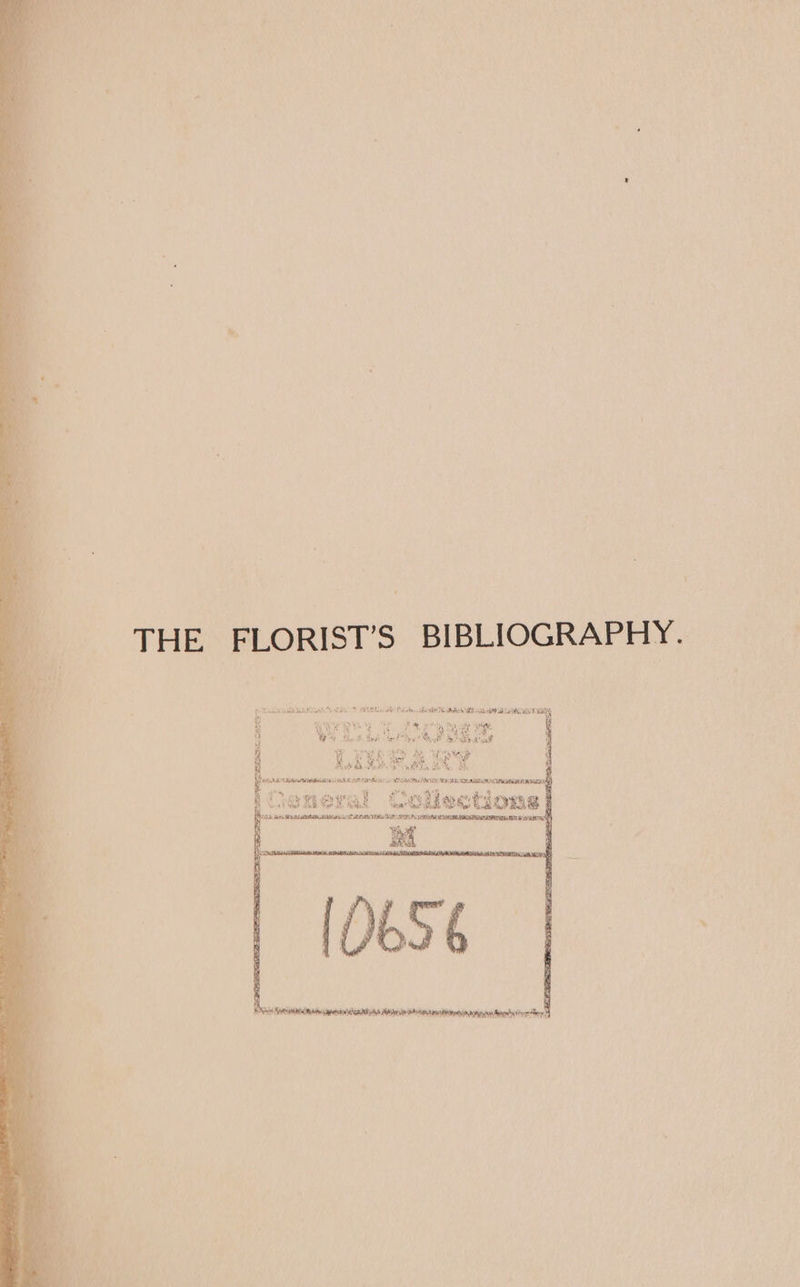 THE FLORIST'S BIBLIOGRAPHY.
WELLCOME
LIBRARY
General Collections
M
10656